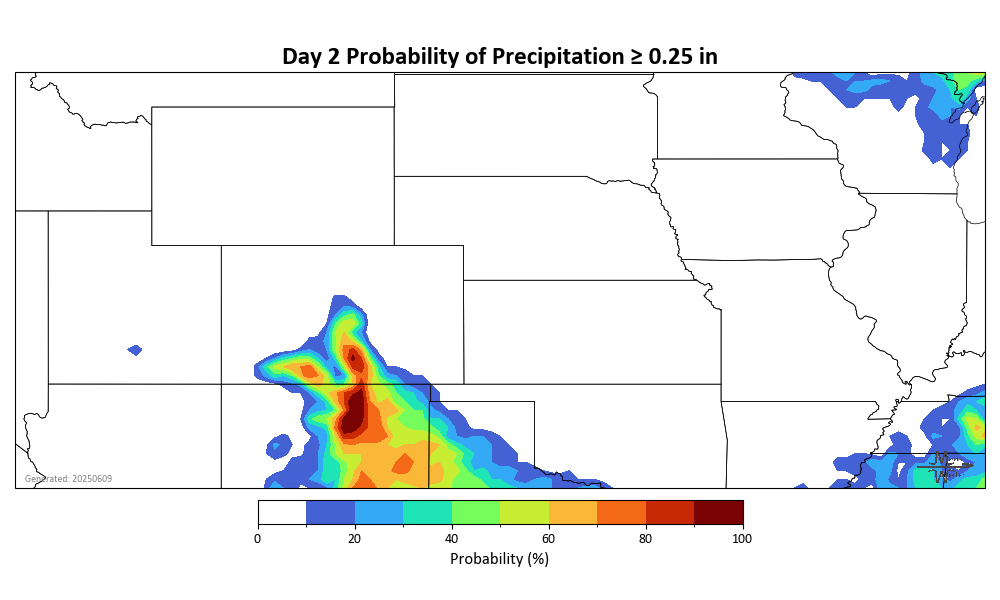 Day 2 Probability of Precipitation ≥ 0.25 in
Generated: 20250609
0 20 40 60 80 100
Probability (%)